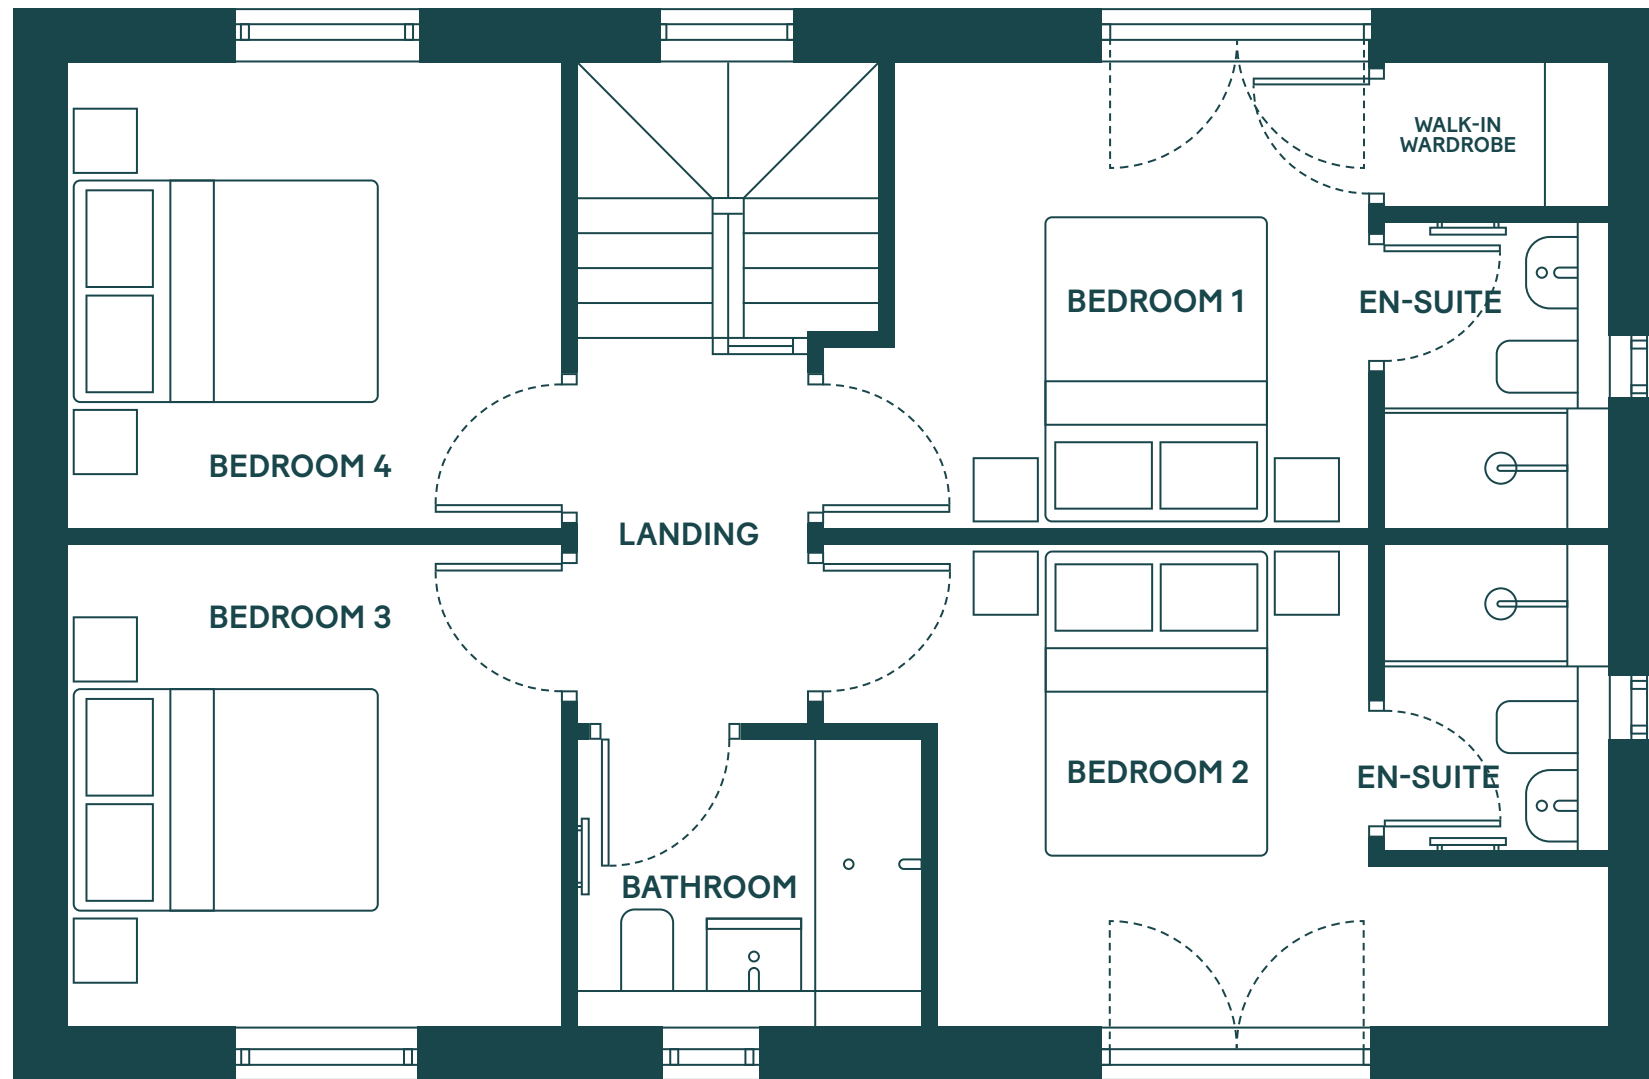 WALK-IN
WARDROBE
BEDROOM 1
EN-SUITE
BEDROOM 4
LANDING
BEDROOM 3
BEDROOM 2
EN-SUITE
BATHROOM